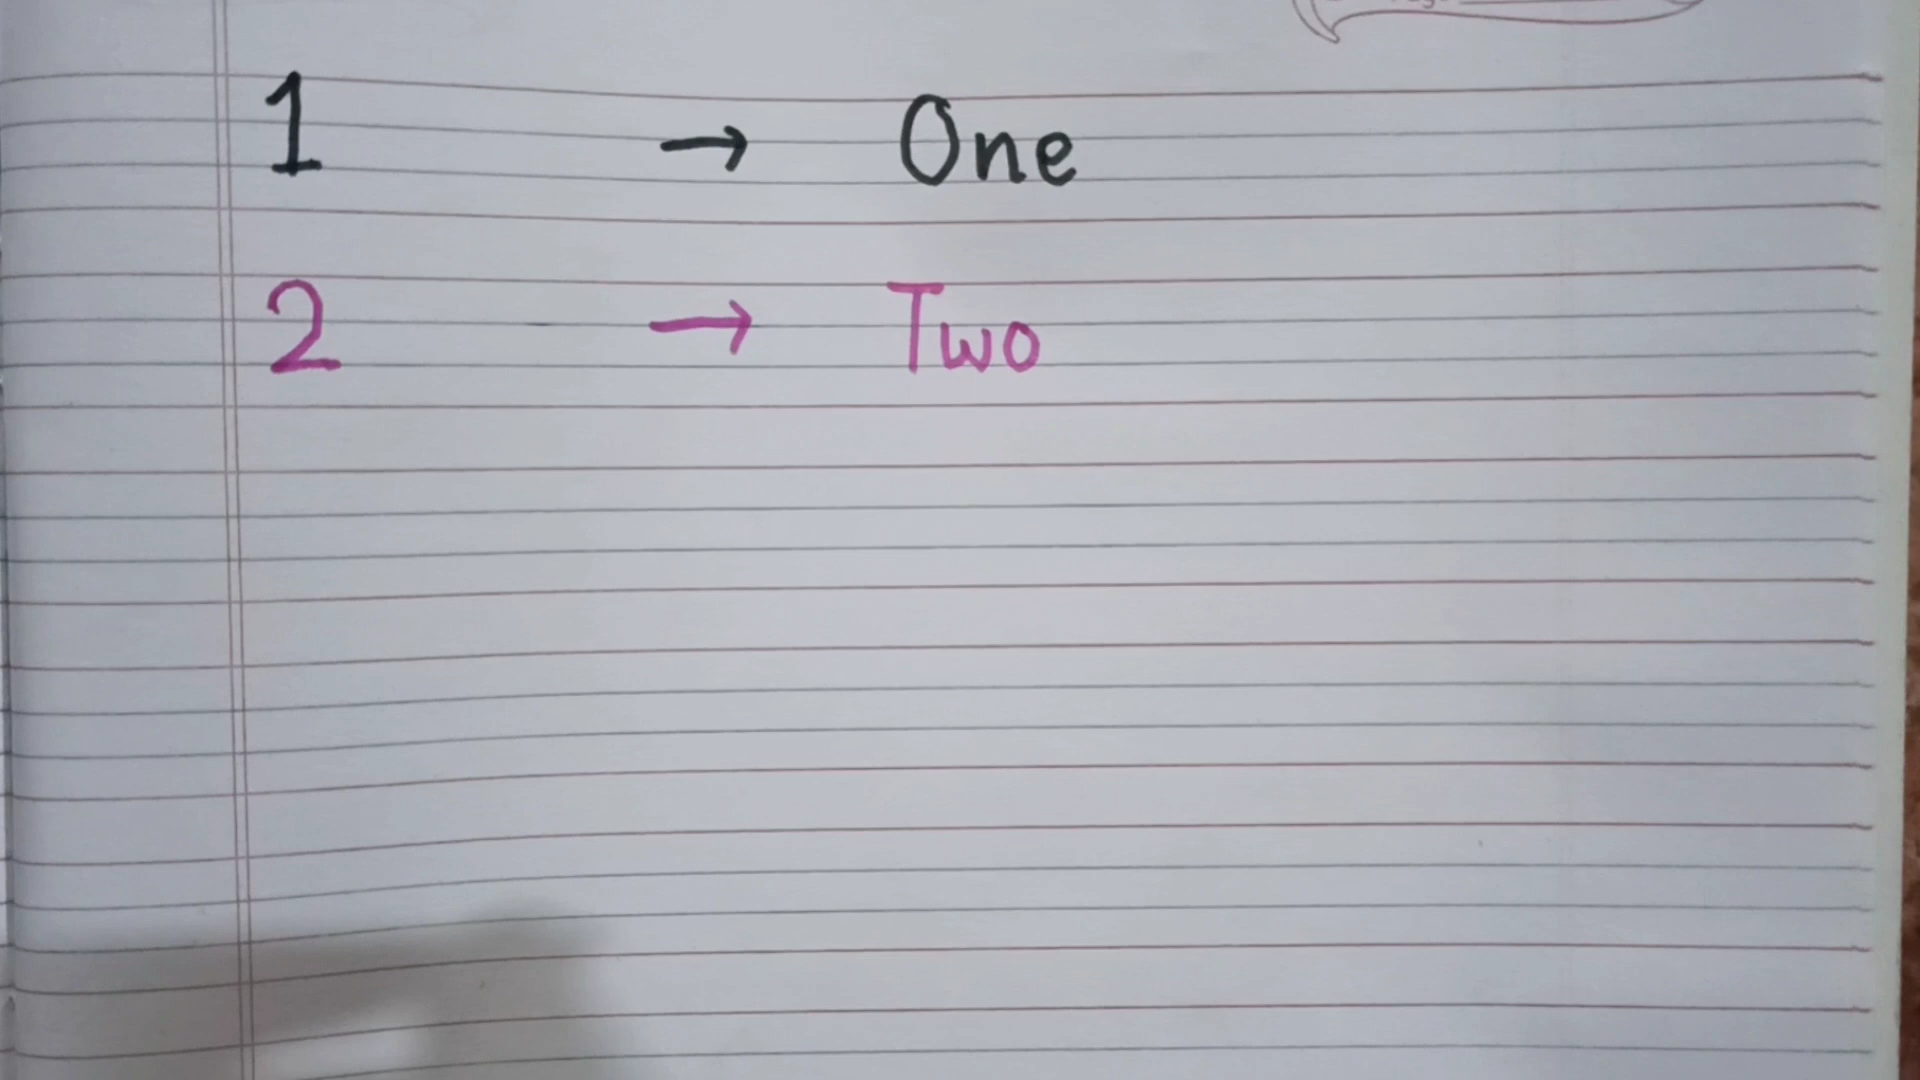 1 → One
2 → Two